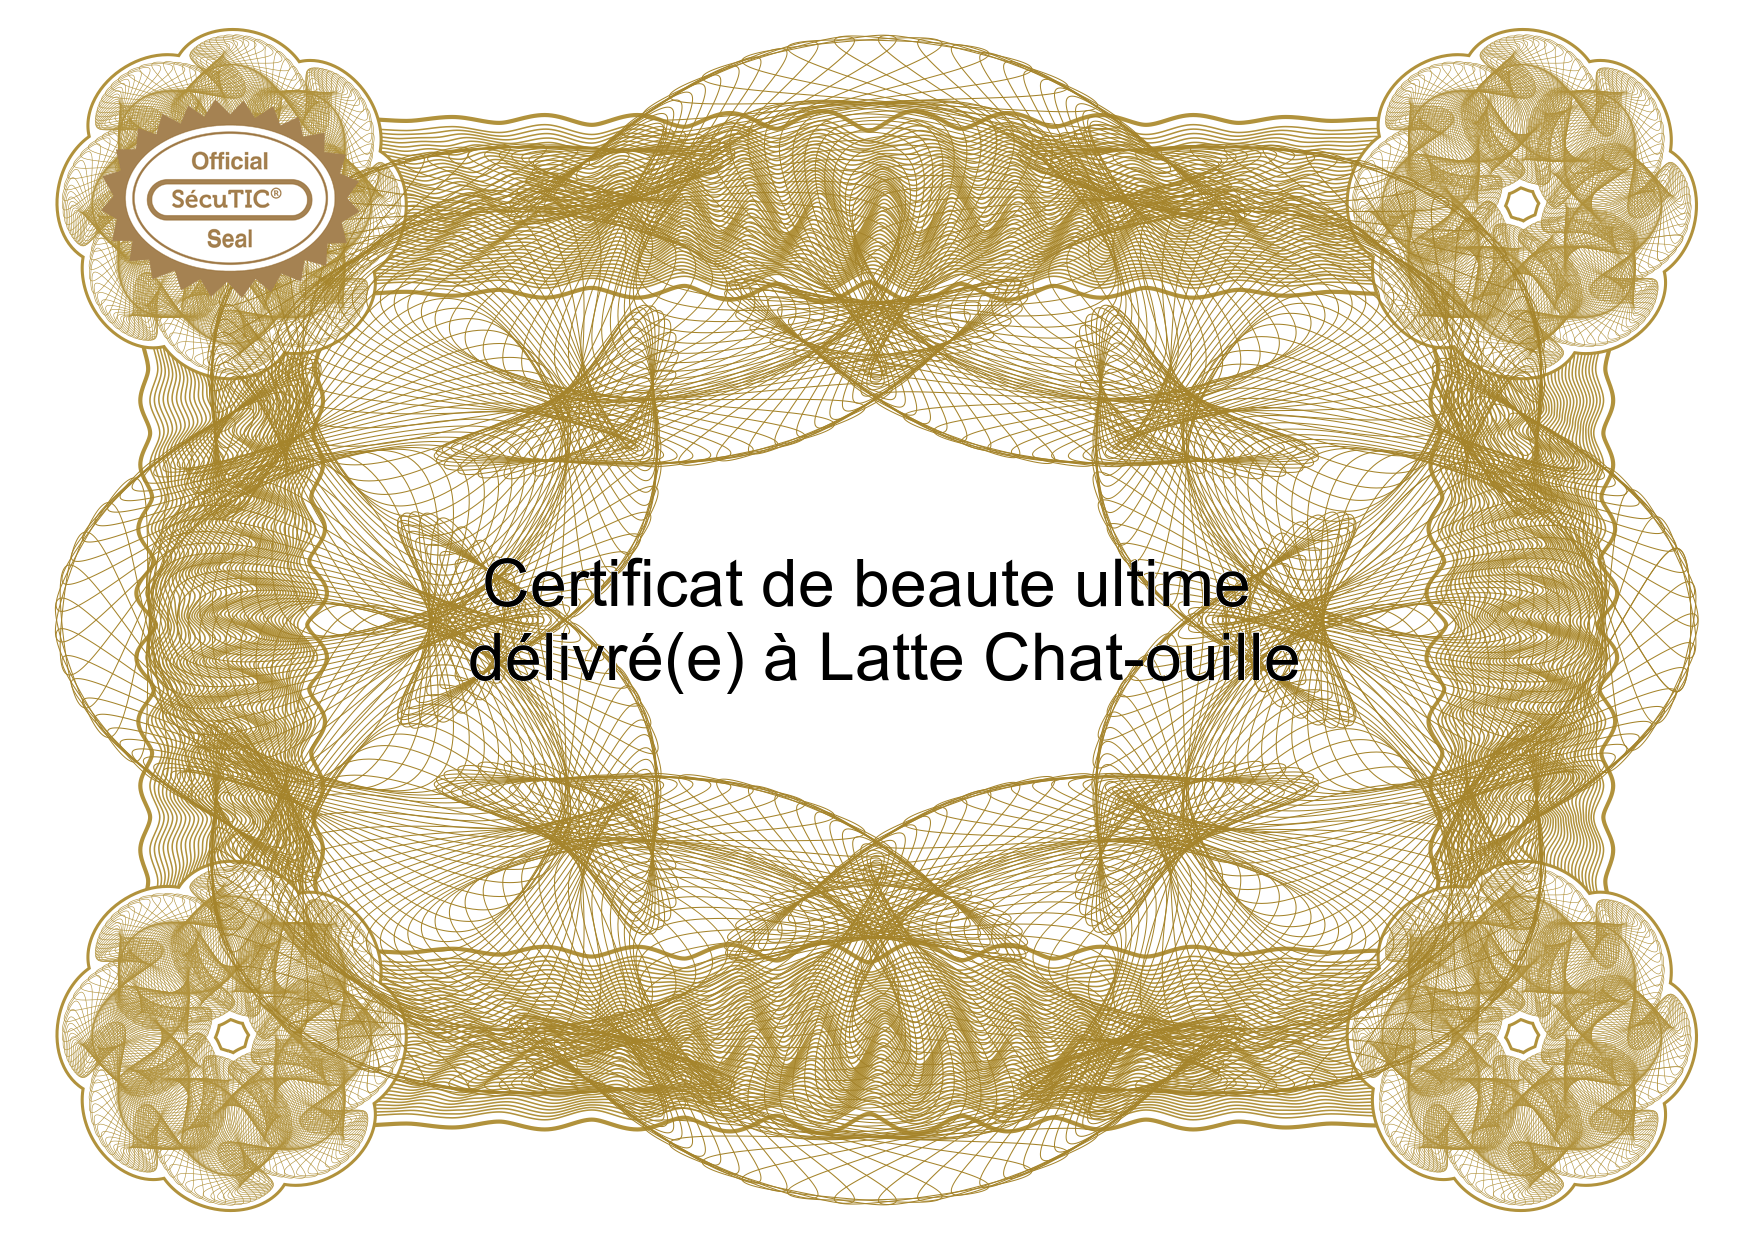 Official
SécuTIC®
Seal
Certificat de beaute ultime
délivré(e) à Latte Chat-ouille